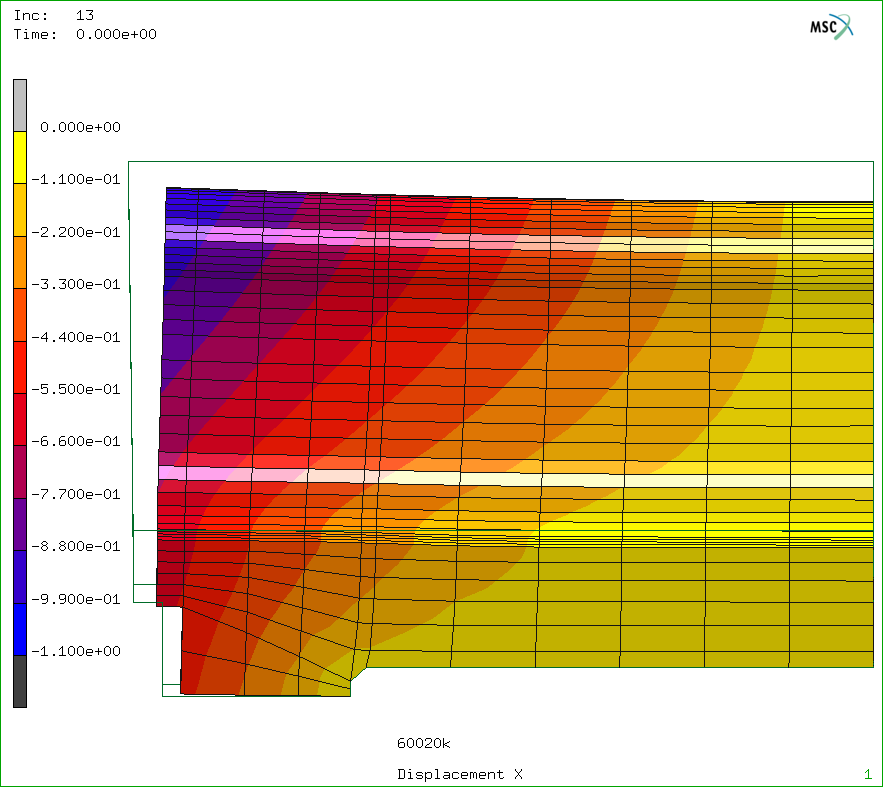 Inc: 13
Time: 0.000e+00
MSC
0.000e+00
-1.100e-01
-2.200e-01
-3.300e-01
-4.400e-01
-5.500e-01
-6.600e-01
-7.700e-01
-8.800e-01
-9.900e-01
-1.100e+00
60020k
Displacement X
1